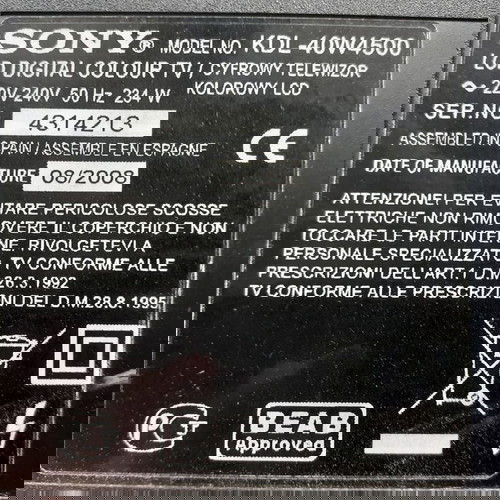 SONY® MODEL NO. KDL-40W4500
LCD DIGITAL COLOUR TV / CYFROWY TELEWIZOR
220V-240V 50 Hz 234 W KOLOROWY LCD
SER.NO. 4314213
ASSEMBLED IN SPAIN / ASSEMBLE EN ESPAGNE
CE
DATE OF MANUFACTURE 08/2008
ATTENZIONE! PER EVITARE PERICOLOSE SCOSSE
ELETTRICHE NON RIMUOVERE IL COPERCHIO E NON
TOCCARE LE PARTI INTERNE, RIVOLGETEVI A
PERSONALE SPECIALIZZATO. TV CONFORME ALLE
PRESCRIZIONI DELL'ART. 1 D.M. 26.3.1992
TV CONFORME ALLE PRESCRIZIONI DEL D.M.28.8.1995
BEAB
Approved